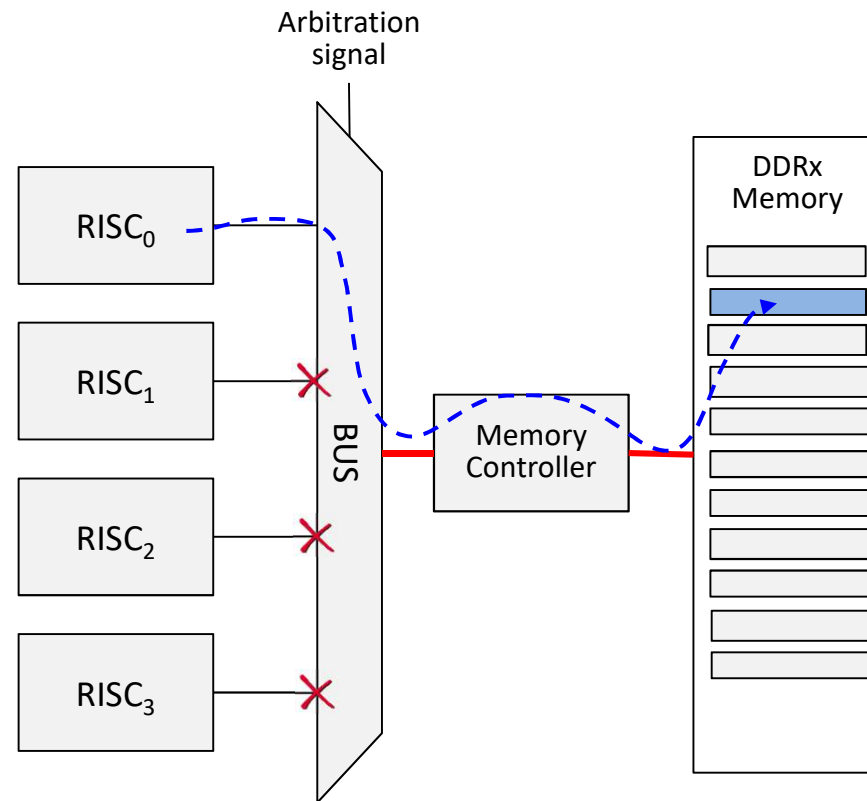 Arbitration
signal
DDRx
Memory
RISC₀
RISC₁
BUS
Memory
Controller
RISC₂
RISC₃